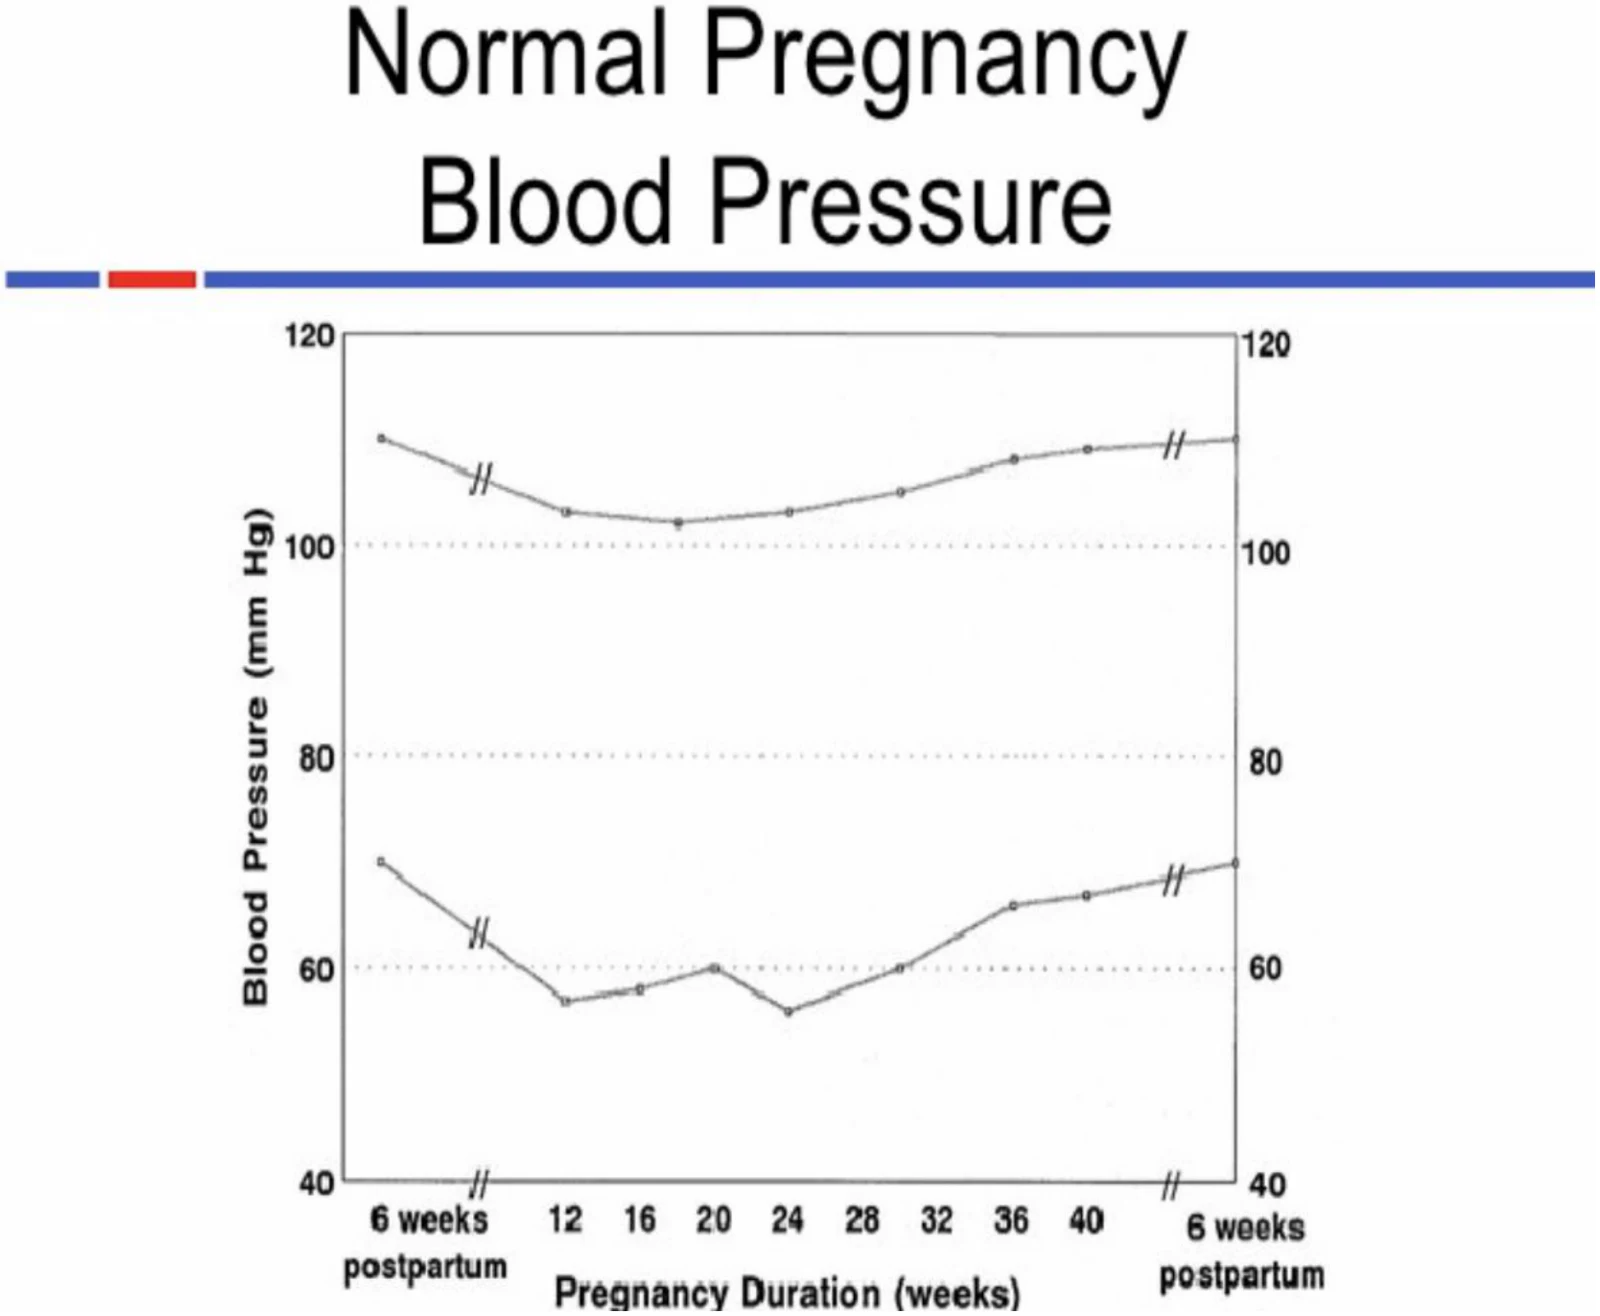 Normal Pregnancy
Blood Pressure
120
120
100
100
80
80
60
60
40
40
Blood Pressure (mm Hg)
6 weeks
postpartum
12 16 20 24 28 32 36 40
6 weeks
postpartum
Pregnancy Duration (weeks)